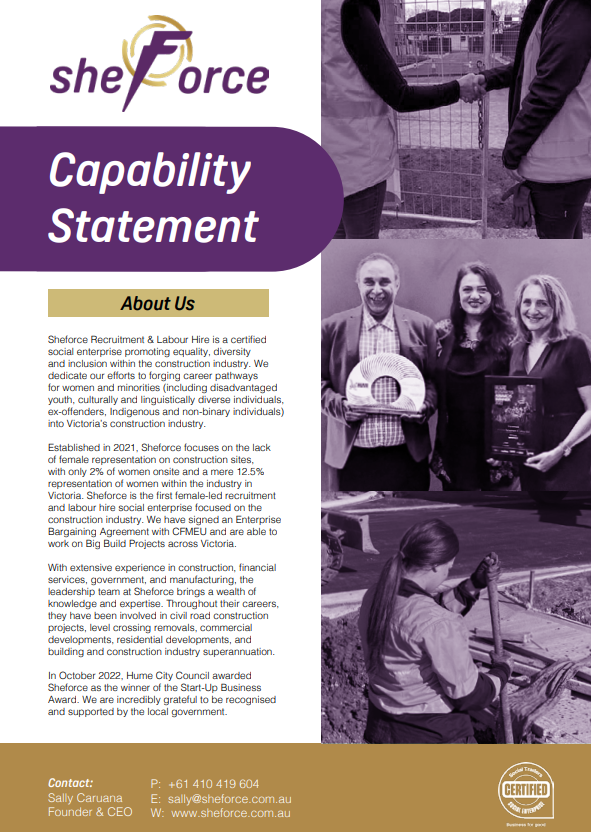 sheForce
Capability
Statement
About Us
Sheforce Recruitment & Labour Hire is a certified
social enterprise promoting equality, diversity
and inclusion within the construction industry. We
dedicate our efforts to forging career pathways
for women and minorities (including disadvantaged
youth, culturally and linguistically diverse individuals,
ex-offenders, Indigenous and non-binary individuals)
into Victoria's construction industry.
Established in 2021, Sheforce focuses on the lack
of female representation on construction sites,
with only 2% of women onsite and a mere 12.5%
representation of women within the industry in
Victoria. Sheforce is the first female-led recruitment
and labour hire social enterprise focused on the
construction industry. We have signed an Enterprise
Bargaining Agreement with CFMEU and are able to
work on Big Build Projects across Victoria.
With extensive experience in construction, financial
services, government, and manufacturing, the
leadership team at Sheforce brings a wealth of
knowledge and expertise. Throughout their careers,
they have been involved in civil road construction
projects, level crossing removals, commercial
developments, residential developments, and
building and construction industry superannuation.
In October 2022, Hume City Council awarded
Sheforce as the winner of the Start-Up Business
Award. We are incredibly grateful to be recognised
and supported by the local government.
Contact:
Sally Caruana
Founder & CEO
P: +61 410 419 604
E: sally@sheforce.com.au
W: www.sheforce.com.au
Social Traders
CERTIFIED
SOCIAL ENTERPRISE
Business for good